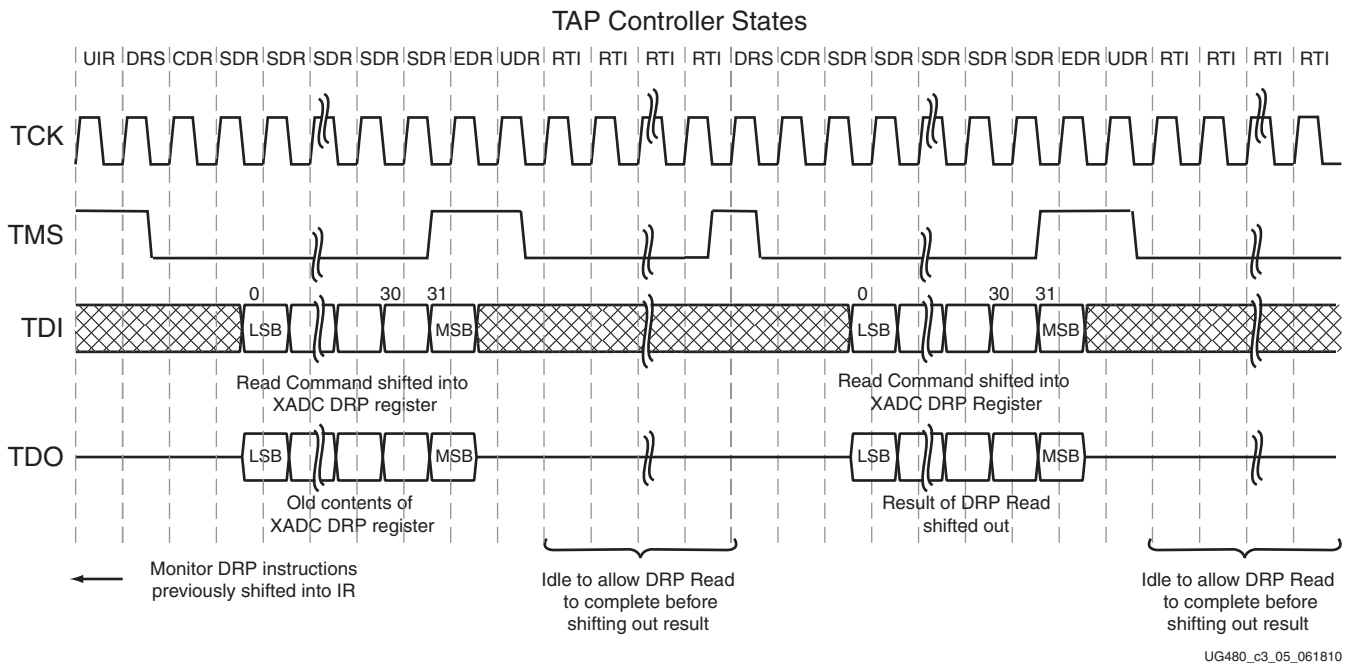 TAP Controller States
UIR DRS CDR SDR SDR SDR SDR SDR EDR UDR RTI RTI RTI RTI DRS CDR SDR SDR SDR SDR SDR EDR UDR RTI RTI RTI RTI
TCK
TMS
0 30 31 0 30 31
TDI LSB MSB LSB MSB
Read Command shifted into
XADC DRP register
Read Command shifted into
XADC DRP Register
TDO LSB MSB LSB MSB
Old contents of
XADC DRP register
Result of DRP Read
shifted out
Monitor DRP instructions
previously shifted into IR
Idle to allow DRP Read
to complete before
shifting out result
Idle to allow DRP Read
to complete before
shifting out result
UG480_c3_05_061810